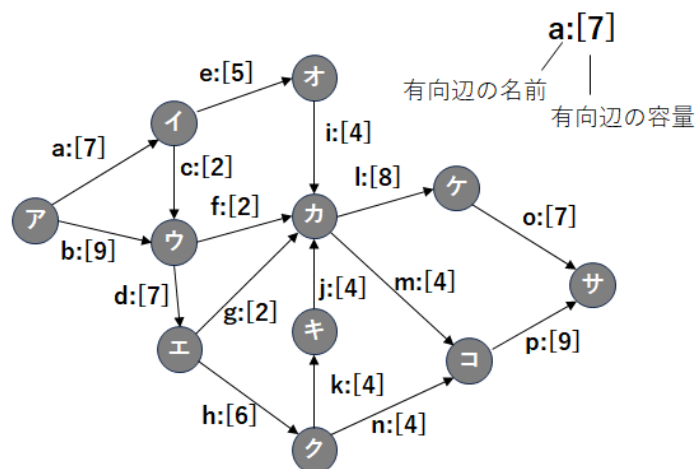 a:[7]
有向辺の名前
有向辺の容量
e:[5]
オ
イ
a:[7]
c:[2]
i:[4]
l:[8]
ケ
f:[2]
ア
ウ
カ
b:[9]
o:[7]
d:[7]
g:[2]
j:[4]
m:[4]
サ
キ
エ
コ
p:[9]
k:[4]
h:[6]
n:[4]
ク